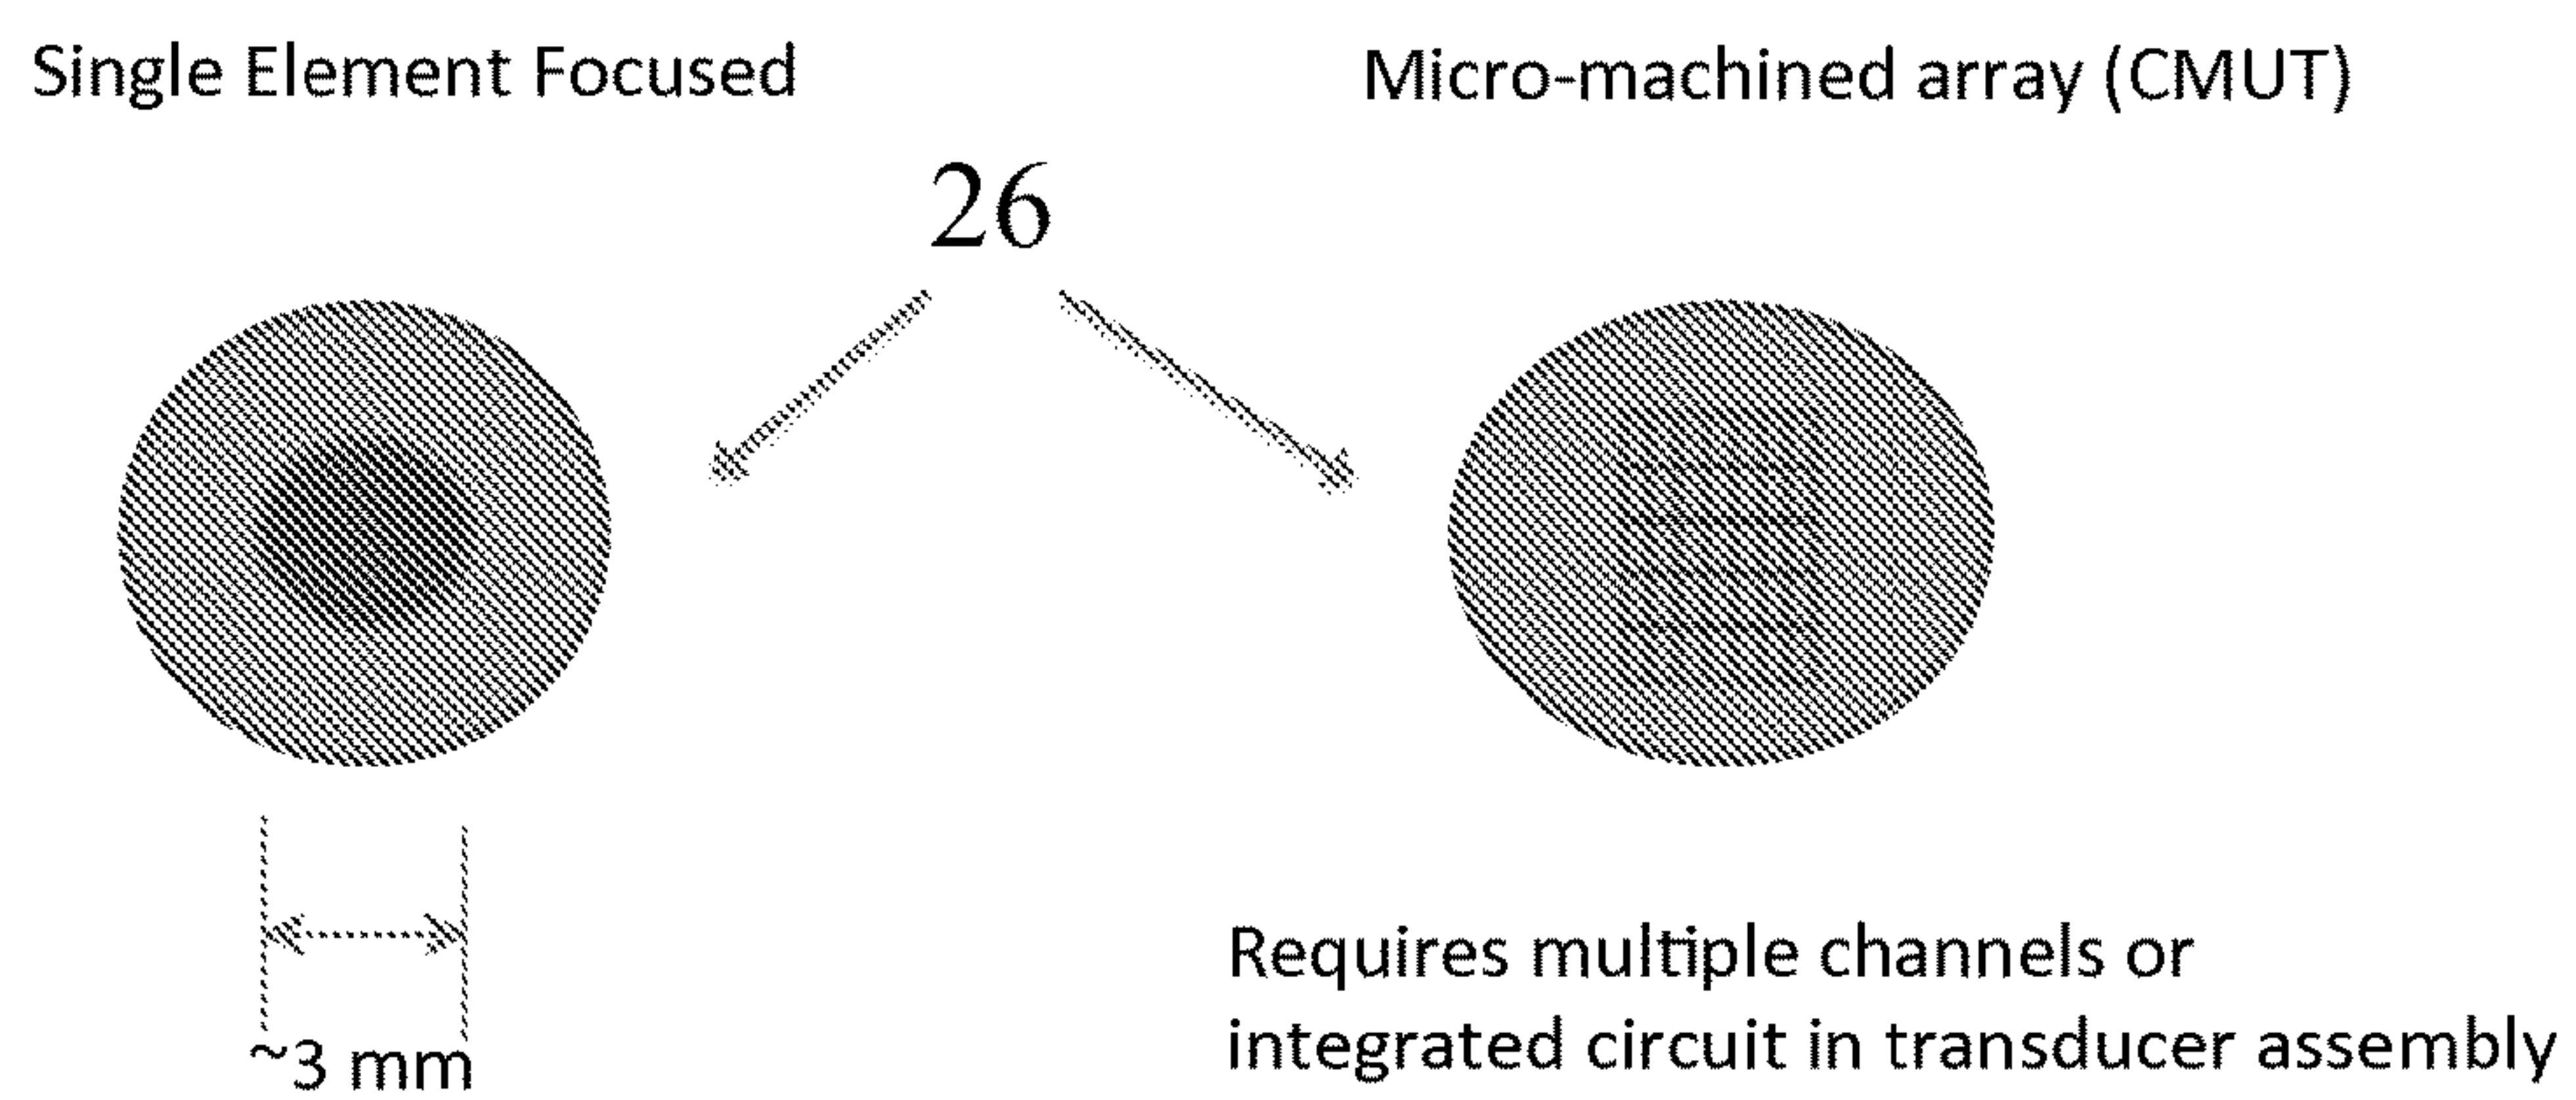 Single Element Focused
Micro-machined array (CMUT)
26
~3 mm
Requires multiple channels or
integrated circuit in transducer assembly